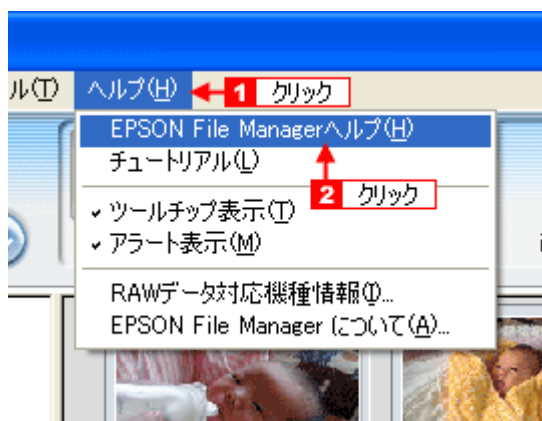 ル(T) ヘルプ(H) 1 クリック
EPSON File Managerヘルプ(H)
チュートリアル(L)
2 クリック
ツールチップ表示(T)
アラート表示(M)
RAWデータ対応機種情報(I)...
EPSON File Manager について(A)...